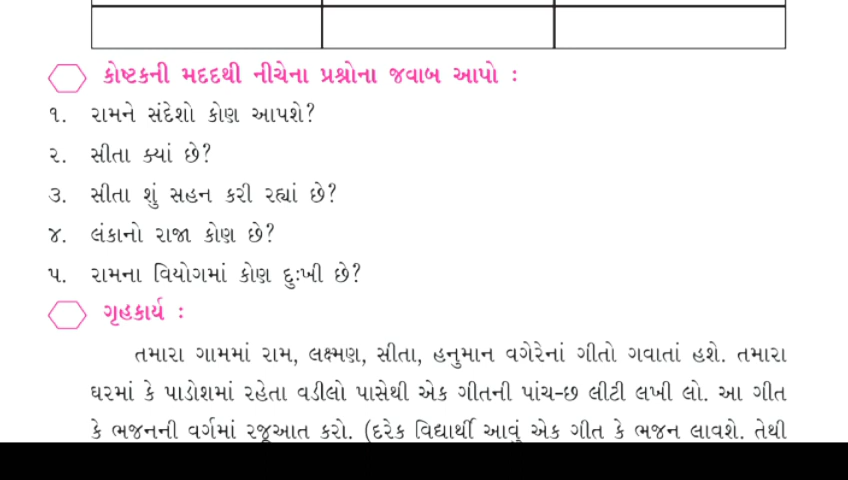 કોષ્ટકની મદદથી નીચેના પ્રશ્નોના જવાબ આપો :
૧. રામને સંદેશો કોણ આપશે?
૨. સીતા ક્યાં છે?
૩. સીતા શું સહન કરી રહ્યાં છે?
૪. લંકાનો રાજા કોણ છે?
૫. રામના વિયોગમાં કોણ દુઃખી છે?
ગૃહકાર્ય :
તમારા ગામમાં રામ, લક્ષ્મણ, સીતા, હનુમાન વગેરેનાં ગીતો ગવાતાં હશે. તમારા
ઘરમાં કે પાડોશમાં રહેતા વડીલો પાસેથી એક ગીતની પાંચ-છ લીટી લખી લો. આ ગીત
કે ભજનની વર્ગમાં રજૂઆત કરો. (દરેક વિદ્યાર્થી આવું એક ગીત કે ભજન લાવશે. તેથી